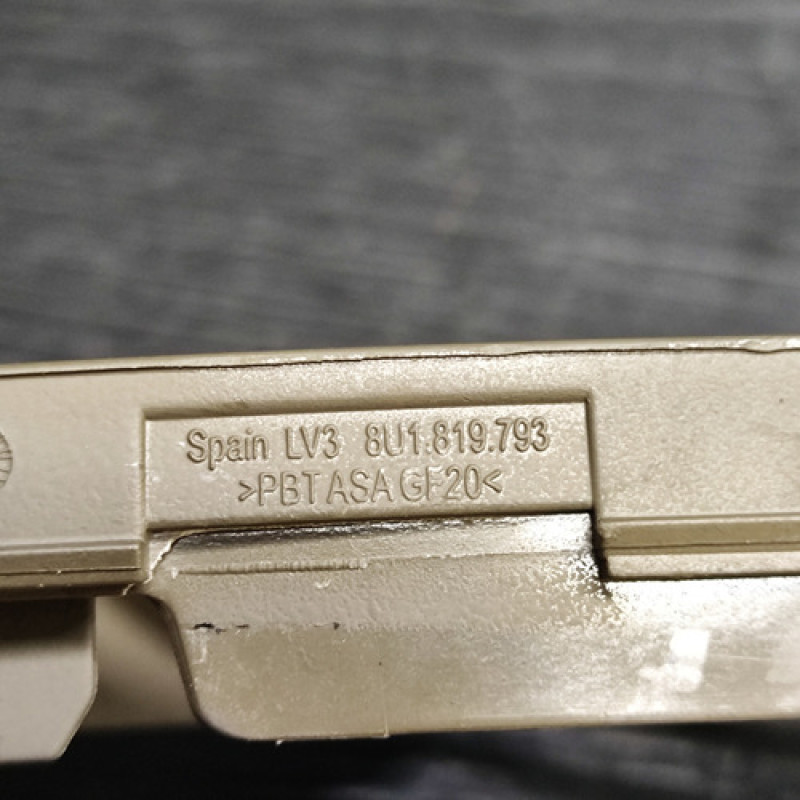 Spain LV3 8U1.819.793
>PBT ASA GF20<